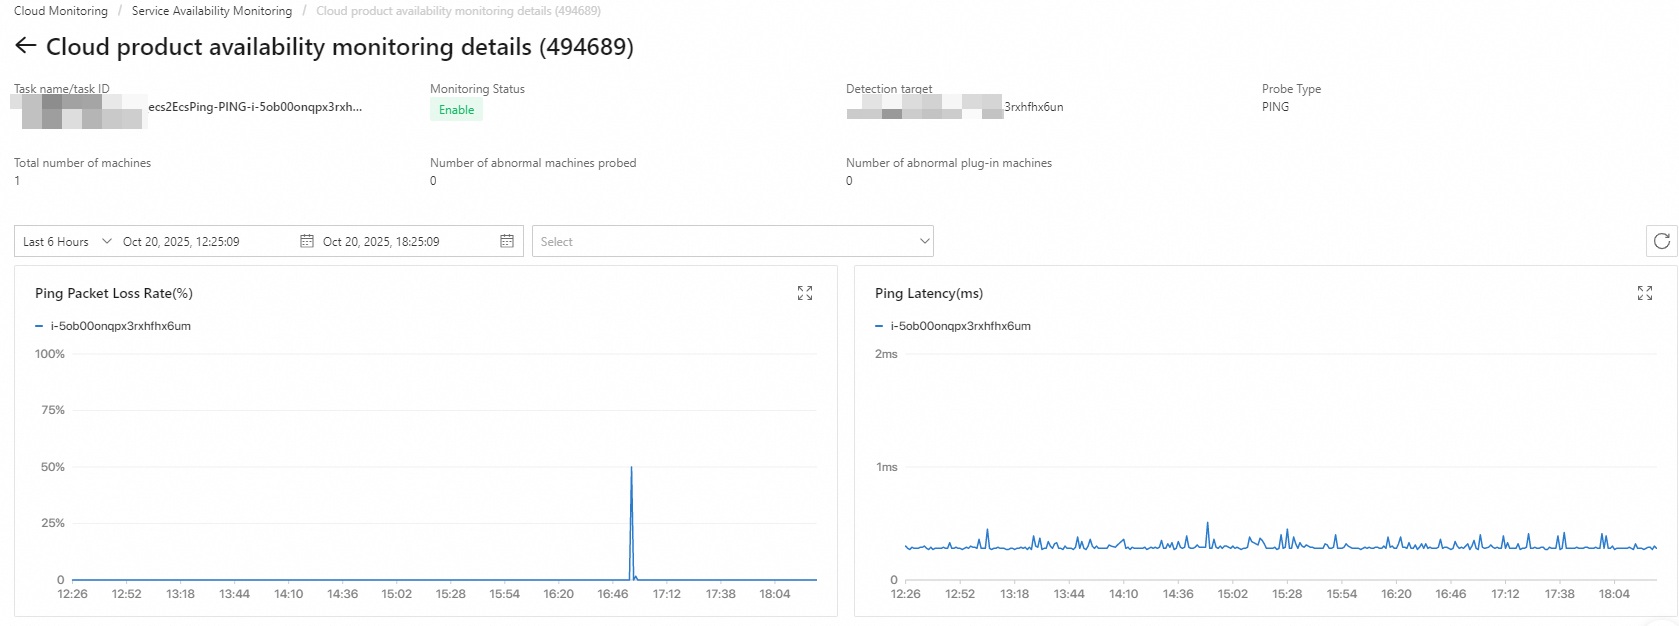 Cloud Monitoring / Service Availability Monitoring / Cloud product availability monitoring details (494689)
Cloud product availability monitoring details (494689)
Task name/task ID
ecs2EcsPing-PING-i-5ob00onqpx3rxh...
Monitoring Status
Enable
Detection target
3rxhfhx6un
Probe Type
PING
Total number of machines
1
Number of abnormal machines probed
0
Number of abnormal plug-in machines
0
Last 6 Hours Oct 20, 2025, 12:25:09 Oct 20, 2025, 18:25:09 Select
Ping Packet Loss Rate(%)
i-5ob00onqpx3rxhfhx6um
100%
75%
50%
25%
0
12:26 12:52 13:18 13:44 14:10 14:36 15:02 15:28 15:54 16:20 16:46 17:12 17:38 18:04
Ping Latency(ms)
i-5ob00onqpx3rxhfhx6um
2ms
1ms
0
12:26 12:52 13:18 13:44 14:10 14:36 15:02 15:28 15:54 16:20 16:46 17:12 17:38 18:04